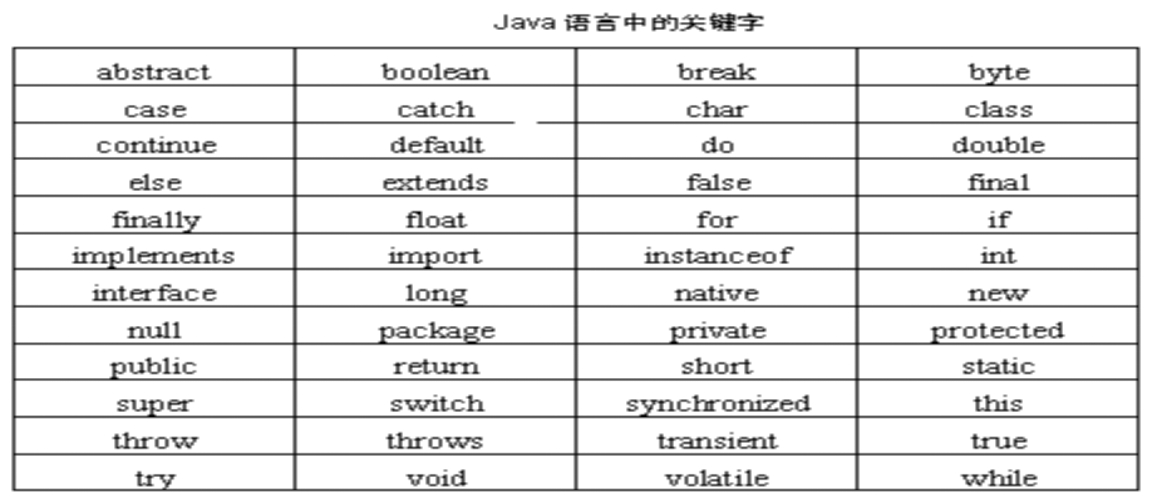 Java 语言中的关键字
abstract boolean break byte
case catch char class
continue default do double
else extends false final
finally float for if
implements import instanceof int
interface long native new
null package private protected
public return short static
super switch synchronized this
throw throws transient true
try void volatile while